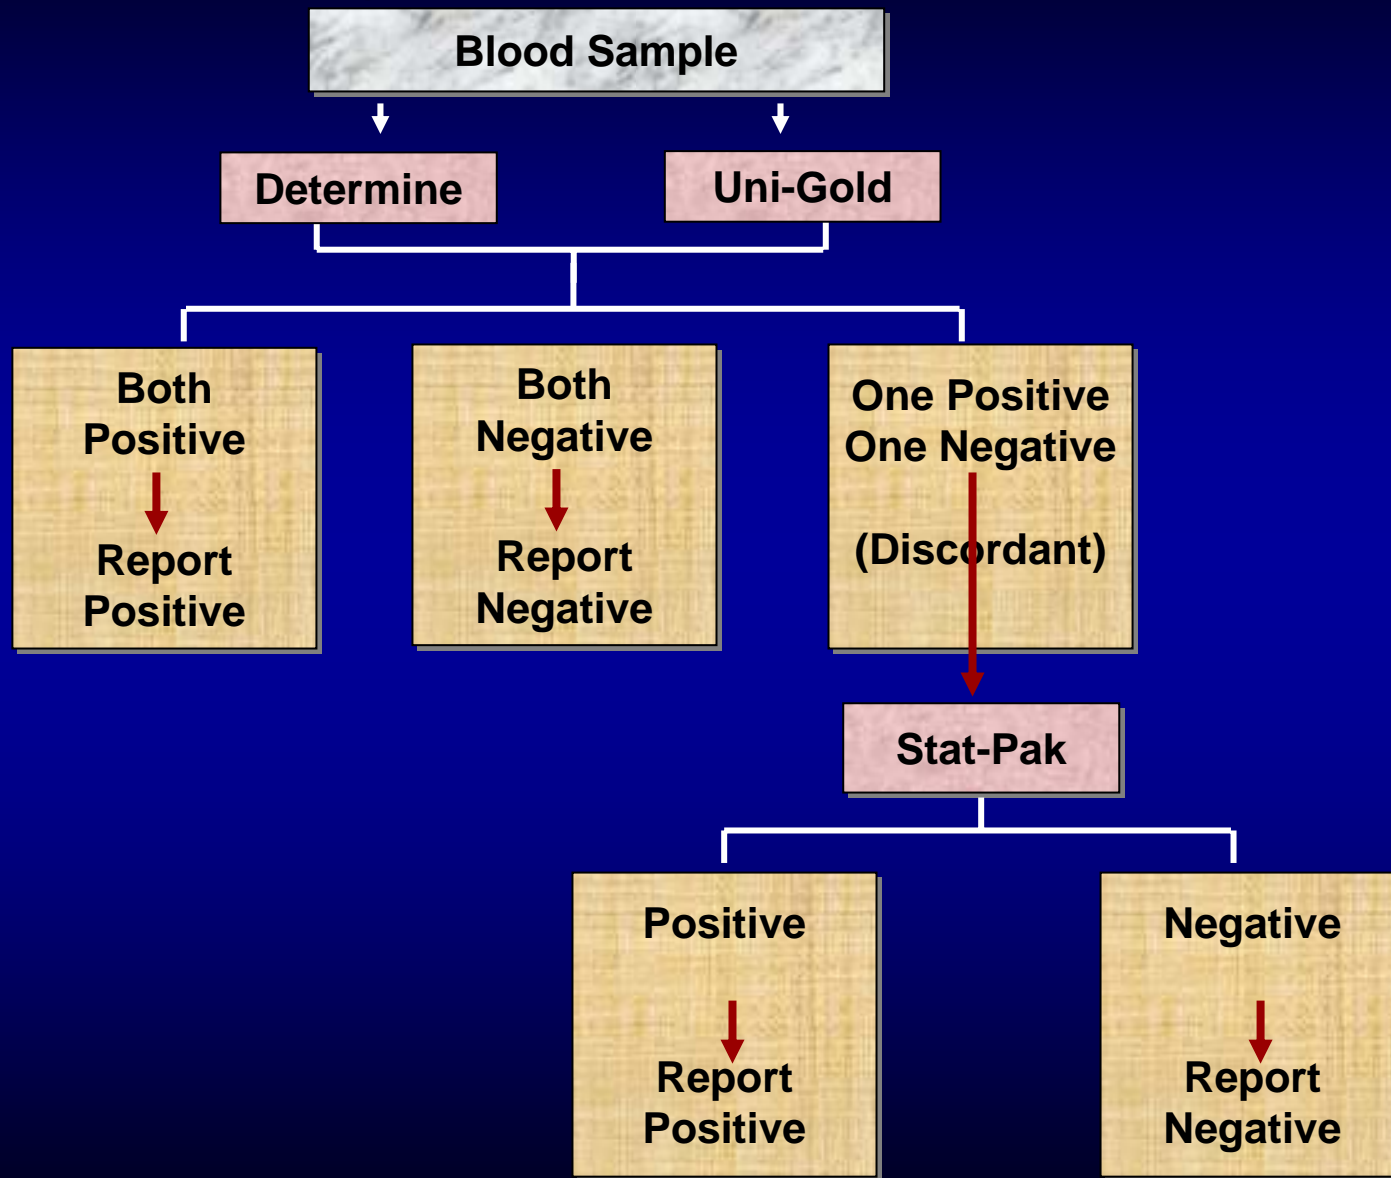 Blood Sample
Determine
Uni-Gold
Both
Positive
Report
Positive
Both
Negative
Report
Negative
One Positive
One Negative
(Discordant)
Stat-Pak
Positive
Report
Positive
Negative
Report
Negative